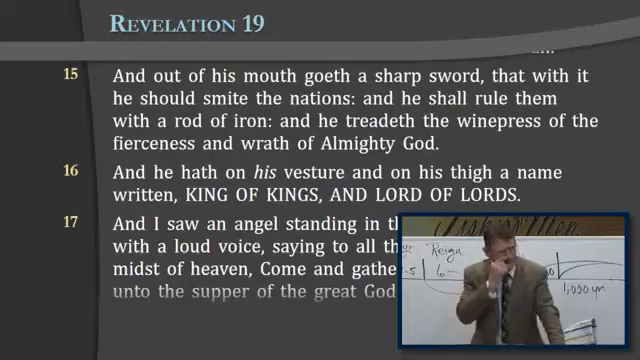 REVELATION 19
15 And out of his mouth goeth a sharp sword, that with it
he should smite the nations: and he shall rule them
with a rod of iron: and he treadeth the winepress of the
fierceness and wrath of Almighty God.
16 And he hath on his vesture and on his thigh a name
written, KING OF KINGS, AND LORD OF LORDS.
17 And I saw an angel standing in
with a loud voice, saying to all
midst of heaven, Come and
unto the supper of the great God
Reign
6
1,000 yr